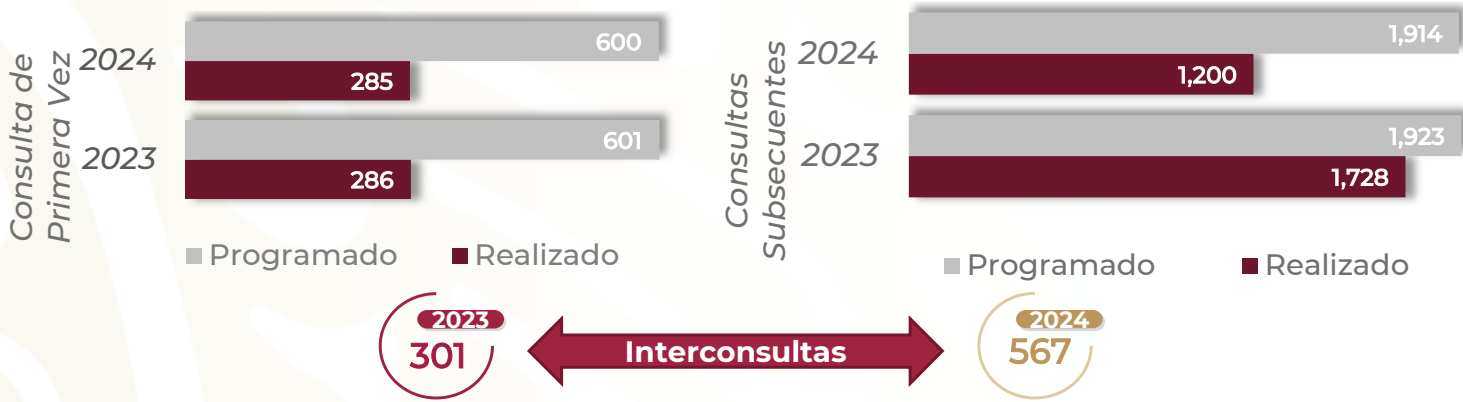 Consulta de
Primera Vez
2024
600
285
2023
601
286
Programado
Realizado
Consultas
Subsecuentes
2024
1,914
1,200
2023
1,923
1,728
Programado
Realizado
2023
301
Interconsultas
2024
567